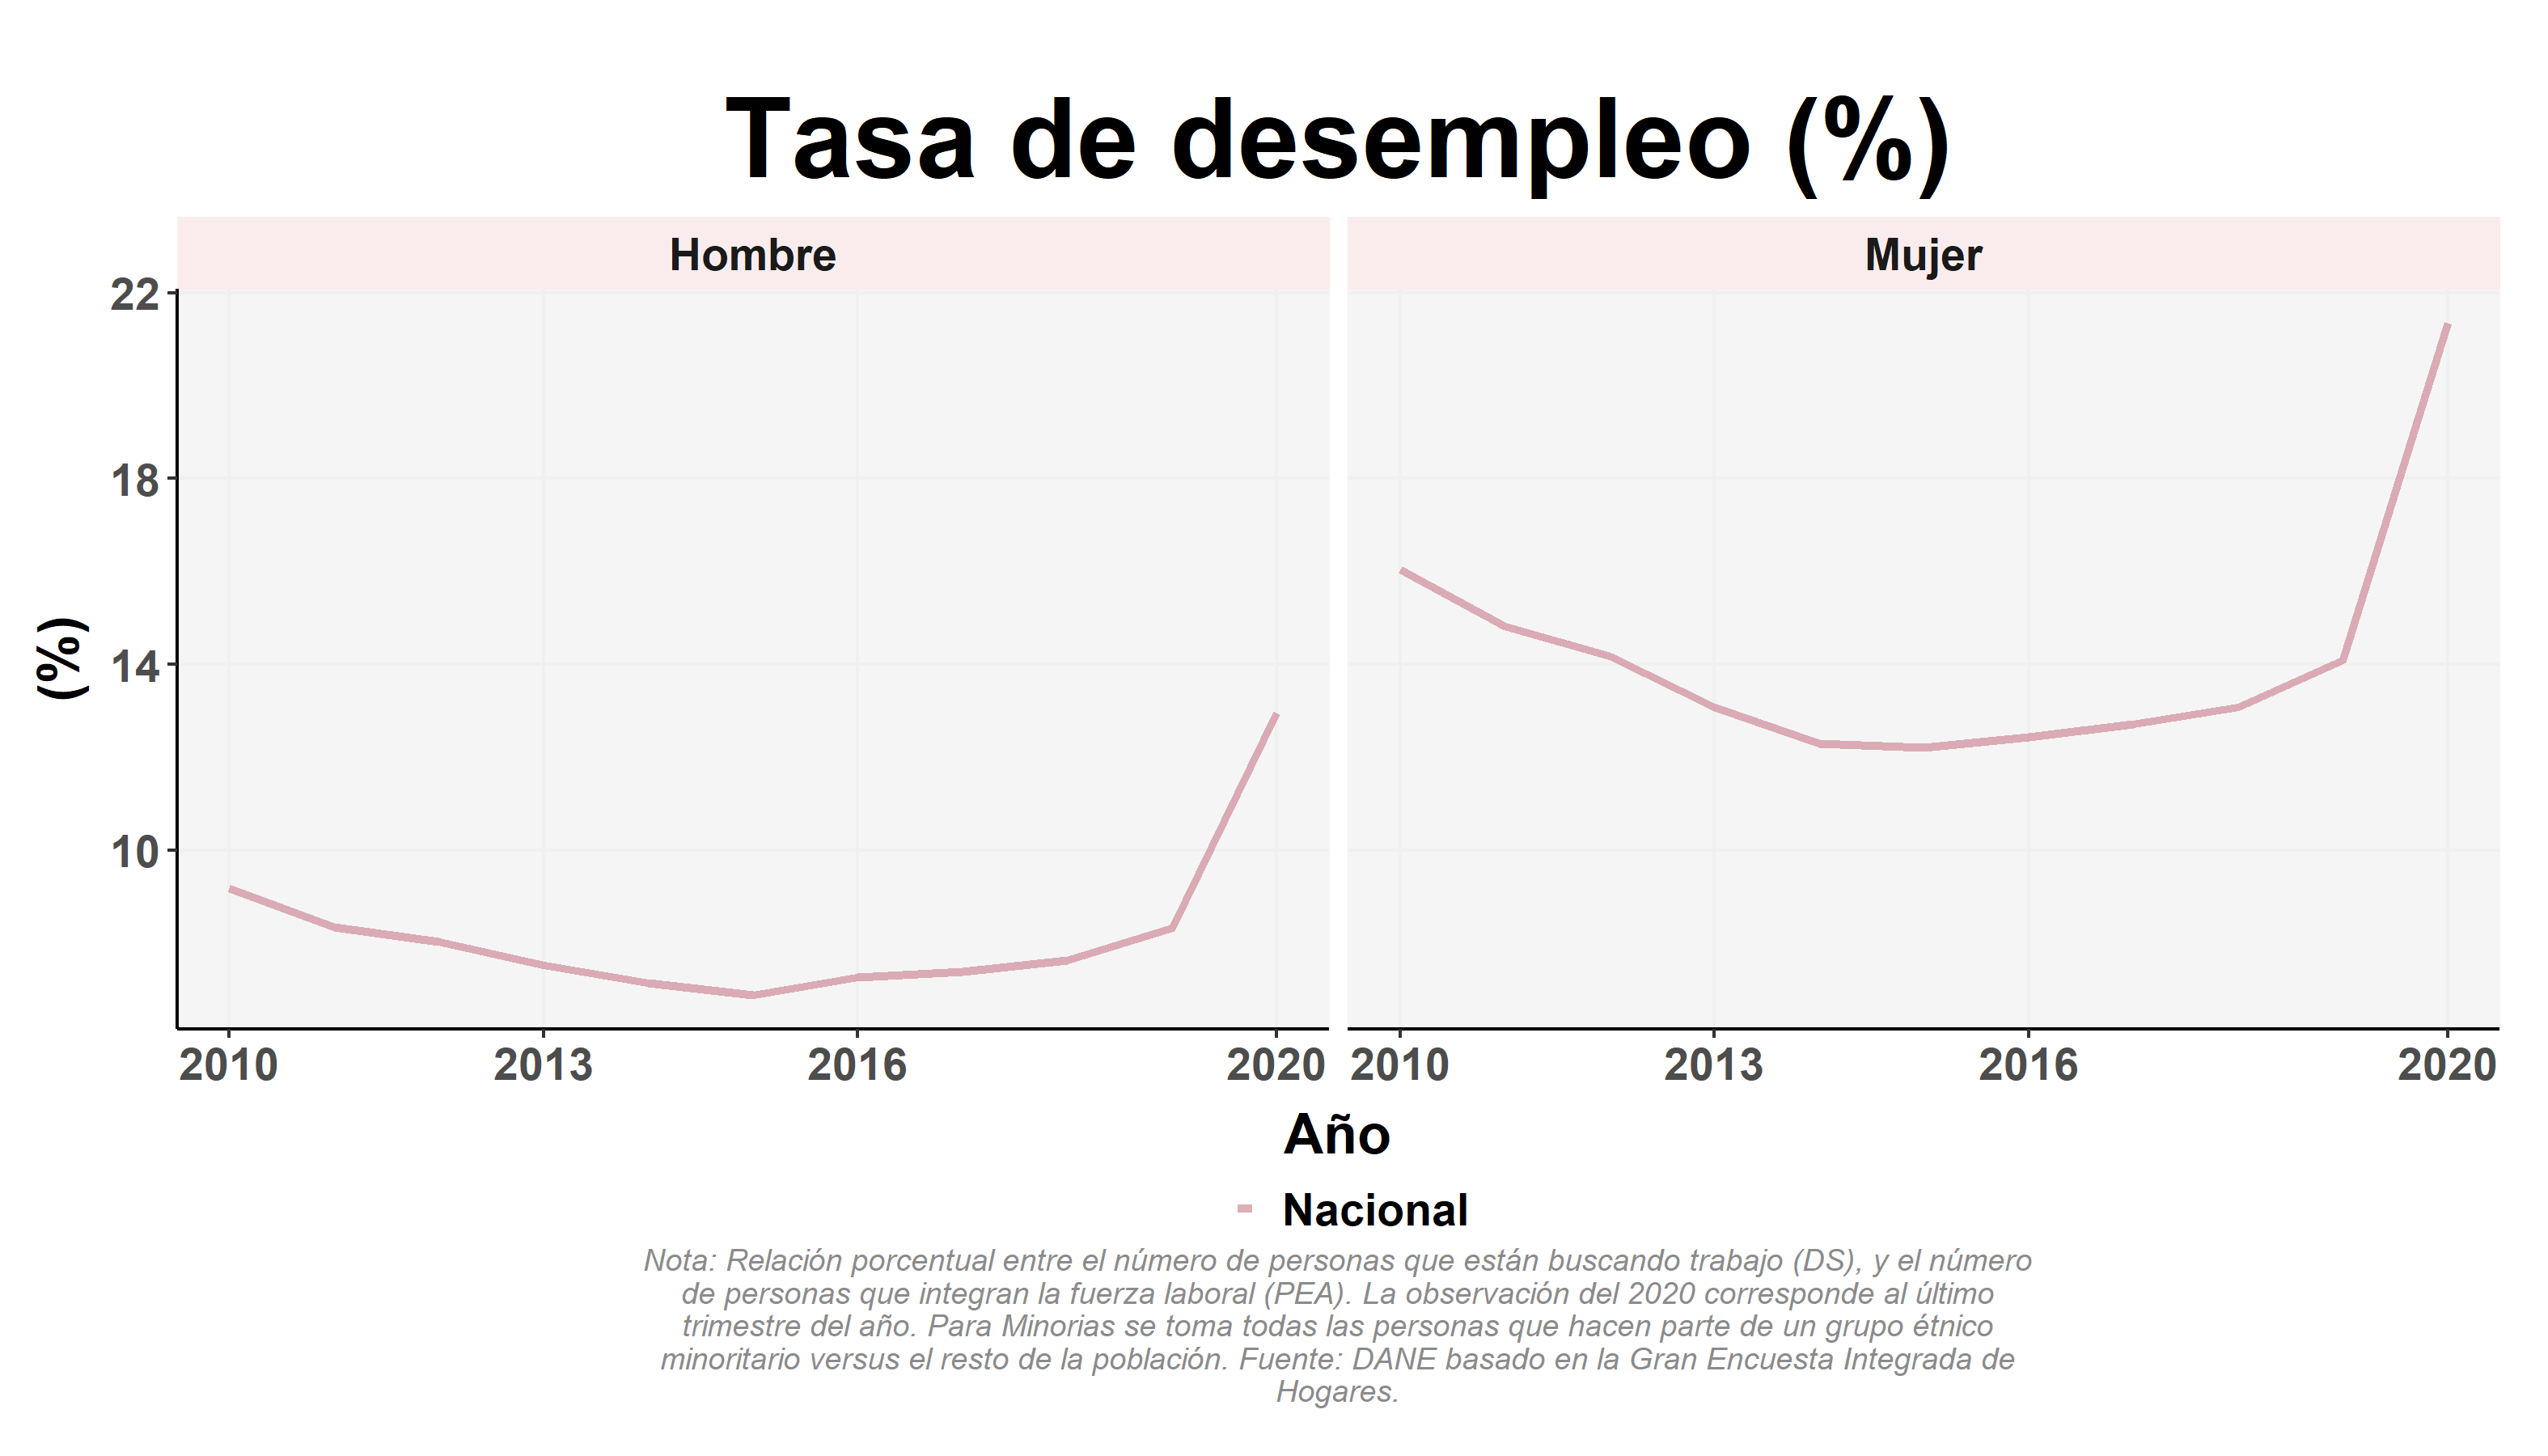 Tasa de desempleo (%)
Hombre
Mujer
22
18
14
10
(%)
2010
2013
2016
2020
2010
2013
2016
2020
Año
Nacional
Nota: Relación porcentual entre el número de personas que están buscando trabajo (DS), y el número
de personas que integran la fuerza laboral (PEA). La observación del 2020 corresponde al último
trimestre del año. Para Minorias se toma todas las personas que hacen parte de un grupo étnico
minoritario versus el resto de la población. Fuente: DANE basado en la Gran Encuesta Integrada de
Hogares.